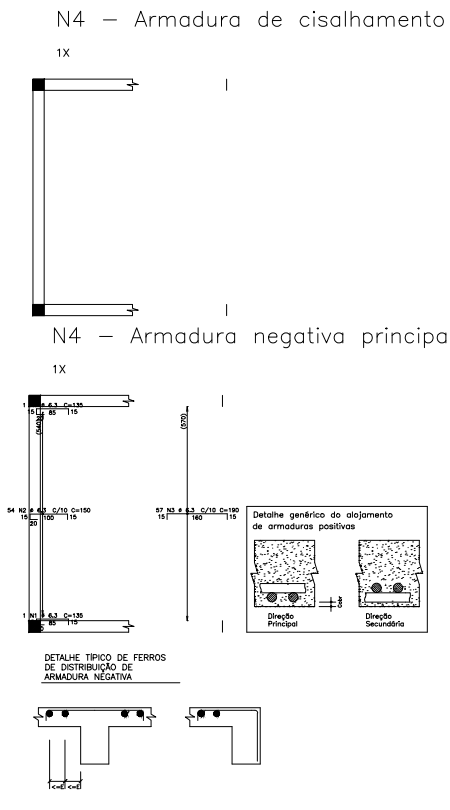 N4 – Armadura de cisalhamento
1X
N4 – Armadura negativa principa
1X
ø 6.3 C=135
15 85 15
(540)
(570)
54 N2 ø 6.3 C/10 C=150
15 100 15
20
57 N3 ø 6.3 C/10 C=190
15 160 15
1 N1 ø 6.3 C=135
15 85 15
Detalhe genérico do alojamento
de armaduras positivas
Cobr
Direção
Principal
Direção
Secundária
DETALHE TÍPICO DE FERROS
DE DISTRIBUIÇÃO DE
ARMADURA NEGATIVA
<=E <=E